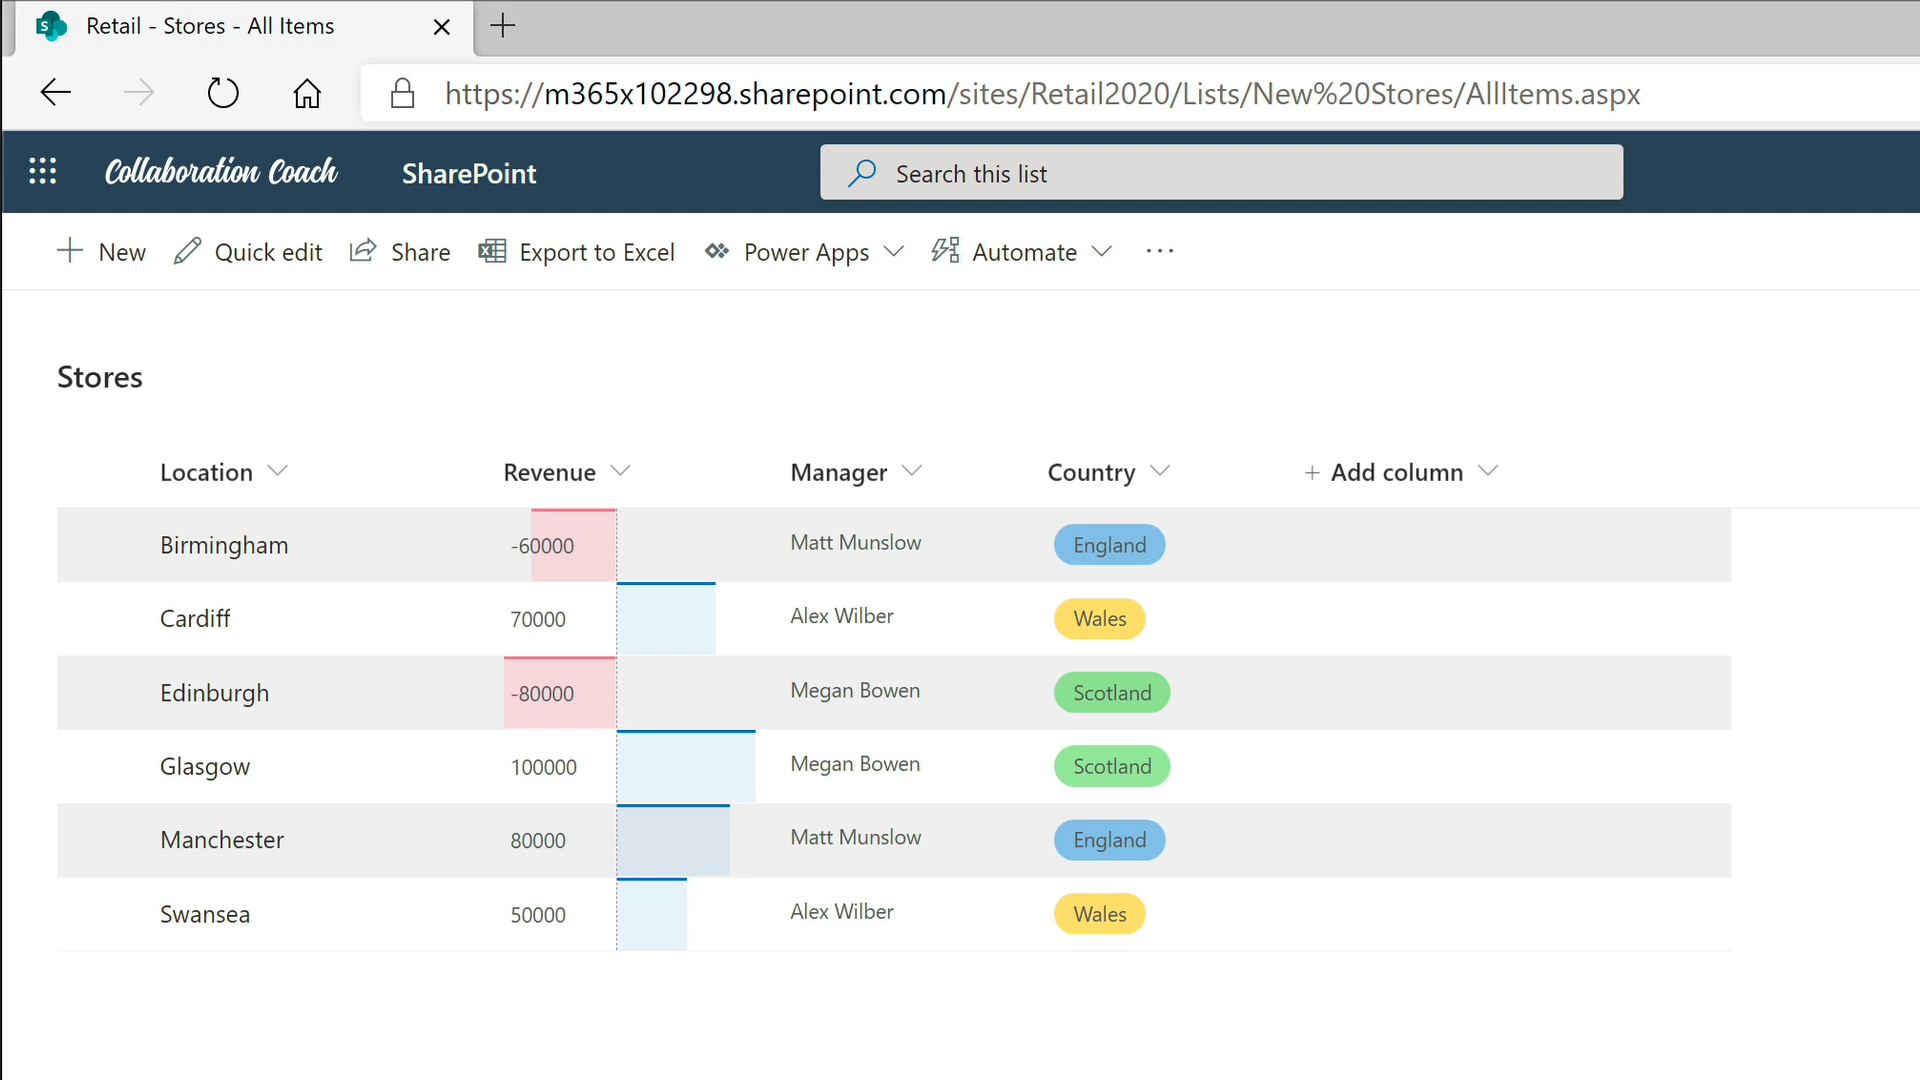 Retail - Stores - All Items
https://m365x102298.sharepoint.com/sites/Retail2020/Lists/New%20Stores/AllItems.aspx
Collaboration Coach SharePoint Search this list
New Quick edit Share Export to Excel Power Apps Automate ...
Stores
Location Revenue Manager Country + Add column
Birmingham -60000 Matt Munslow England
Cardiff 70000 Alex Wilber Wales
Edinburgh -80000 Megan Bowen Scotland
Glasgow 100000 Megan Bowen Scotland
Manchester 80000 Matt Munslow England
Swansea 50000 Alex Wilber Wales